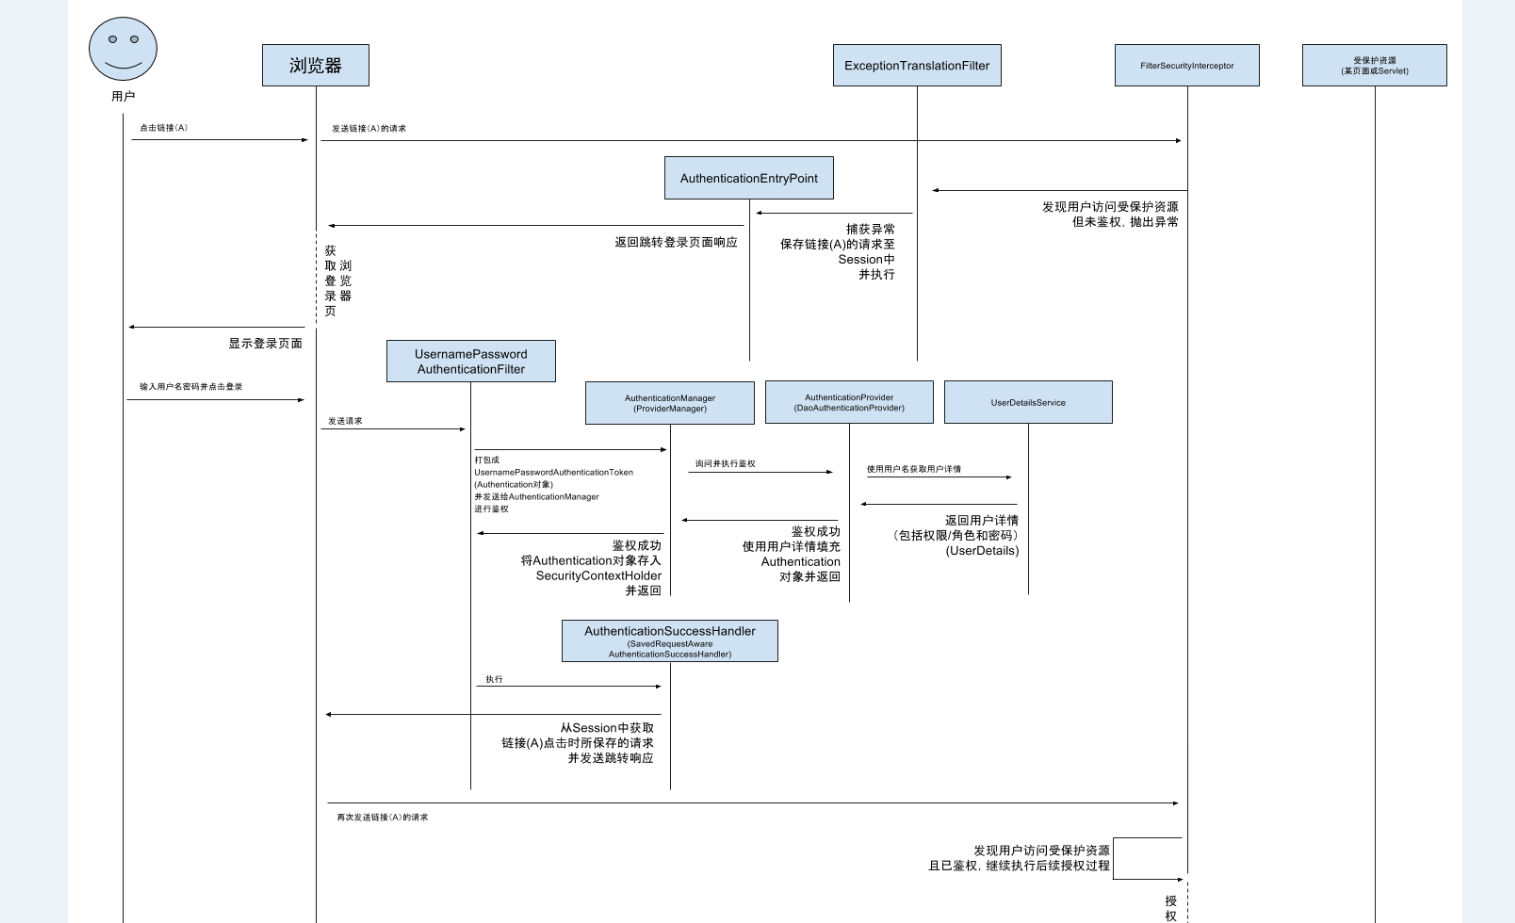 用户
浏览器
ExceptionTranslationFilter
FilterSecurityInterceptor
受保护资源
(某页面或Servlet)
点击链接(A)
发送链接(A)的请求
AuthenticationEntryPoint
发现用户访问受保护资源
但未鉴权, 抛出异常
捕获异常
保存链接(A)的请求至
Session中
并执行
返回跳转登录页面响应
浏览器
获取登录页
显示登录页面
输入用户名密码并点击登录
UsernamePassword
AuthenticationFilter
AuthenticationManager
(ProviderManager)
AuthenticationProvider
(DaoAuthenticationProvider)
UserDetailsService
发送请求
打包成
UsernamePasswordAuthenticationToken
(Authentication对象)
并发送给AuthenticationManager
进行鉴权
询问并执行鉴权
使用用户名获取用户详情
返回用户详情
（包括权限/角色和密码）
(UserDetails)
鉴权成功
使用用户详情填充
Authentication
对象并返回
鉴权成功
将Authentication对象存入
SecurityContextHolder
并返回
AuthenticationSuccessHandler
(SavedRequestAware
AuthenticationSuccessHandler)
执行
从Session中获取
链接(A)点击时所保存的请求
并发送跳转响应
再次发送链接(A)的请求
发现用户访问受保护资源
且已鉴权, 继续执行后续授权过程
授
权